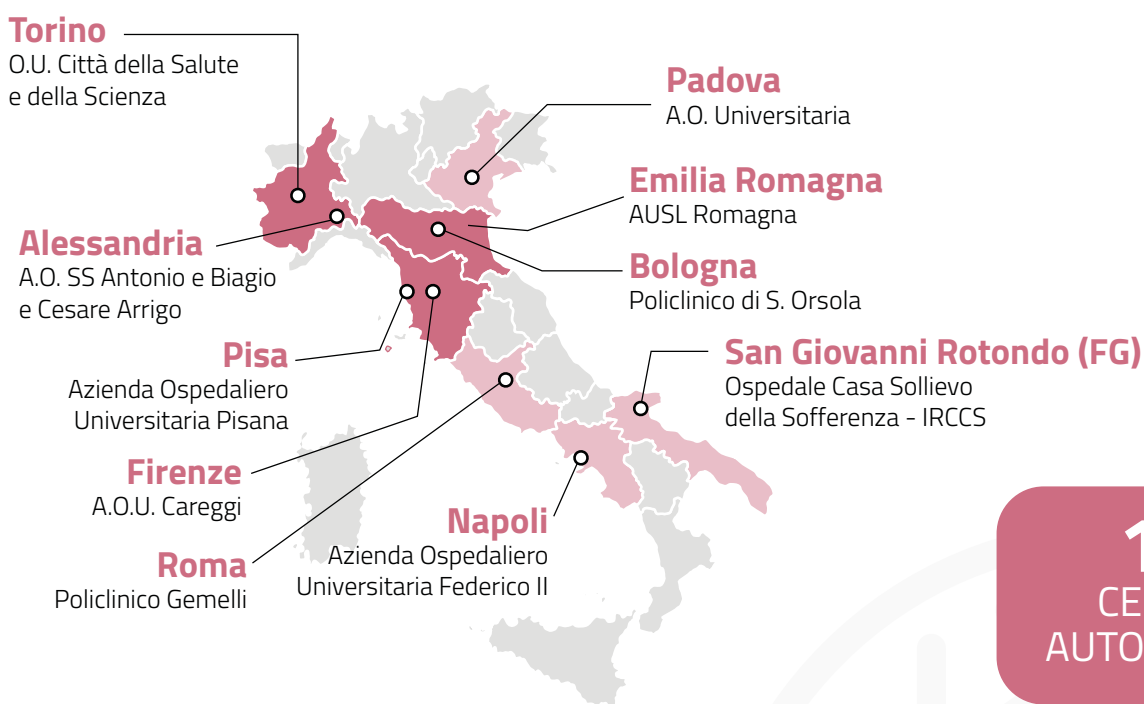 Torino
O.U. Città della Salute
e della Scienza
Padova
A.O. Universitaria
Emilia Romagna
AUSL Romagna
Alessandria
A.O. SS Antonio e Biagio
e Cesare Arrigo
Bologna
Policlinico di S. Orsola
Pisa
Azienda Ospedaliero
Universitaria Pisana
San Giovanni Rotondo (FG)
Ospedale Casa Sollievo
della Sofferenza - IRCCS
Firenze
A.O.U. Careggi
Napoli
Azienda Ospedaliero
Universitaria Federico II
Roma
Policlinico Gemelli
CE
AUTO